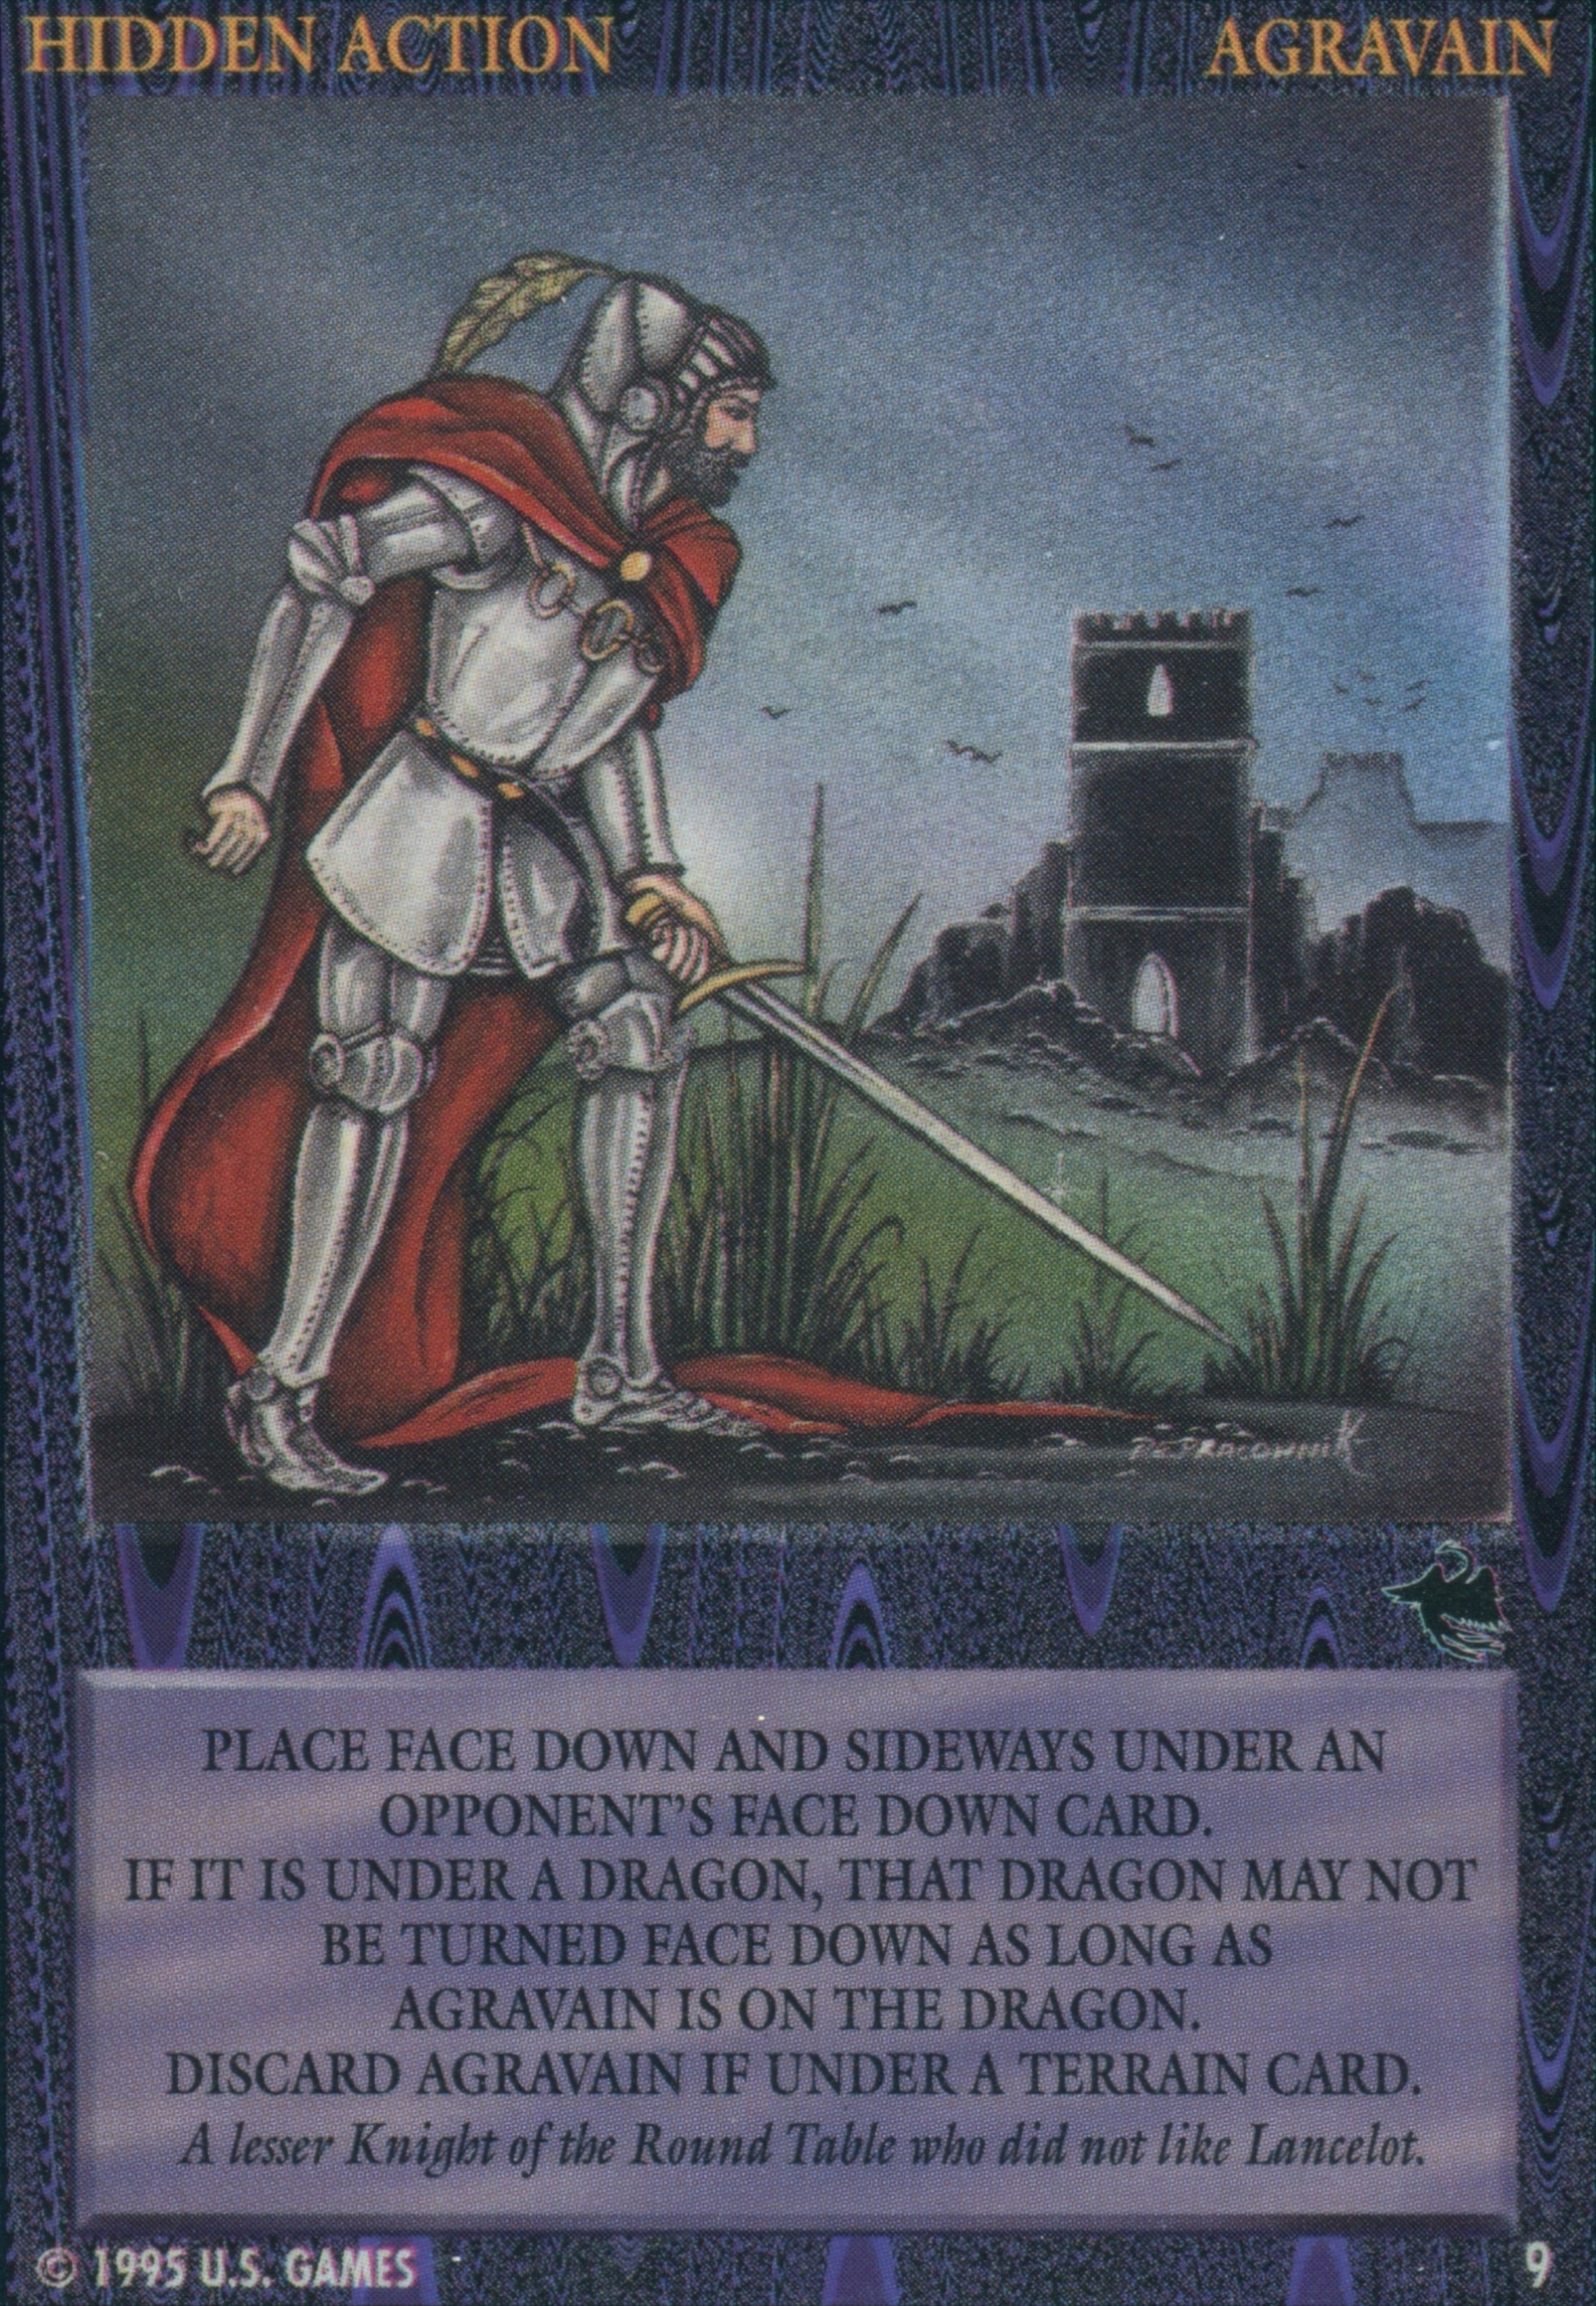 HIDDEN ACTION
AGRAVAIN
PLACE FACE DOWN AND SIDEWAYS UNDER AN
OPPONENT'S FACE DOWN CARD.
IF IT IS UNDER A DRAGON, THAT DRAGON MAY NOT
BE TURNED FACE DOWN AS LONG AS
AGRAVAIN IS ON THE DRAGON.
DISCARD AGRAVAIN IF UNDER A TERRAIN CARD.
A lesser Knight of the Round Table who did not like Lancelot.
© 1995 U.S. GAMES
9